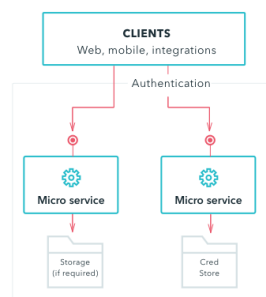 CLIENTS
Web, mobile, integrations
Authentication
Micro service
Micro service
Storage
(if required)
Cred
Store